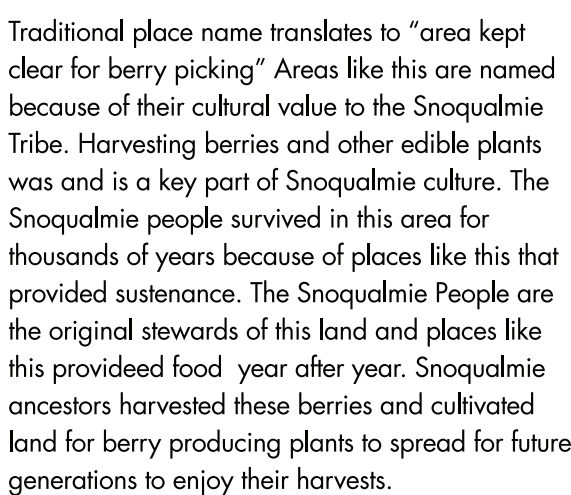 Traditional place name translates to “area kept
clear for berry picking” Areas like this are named
because of their cultural value to the Snoqualmie
Tribe. Harvesting berries and other edible plants
was and is a key part of Snoqualmie culture. The
Snoqualmie people survived in this area for
thousands of years because of places like this that
provided sustenance. The Snoqualmie People are
the original stewards of this land and places like
this provideed food  year after year. Snoqualmie
ancestors harvested these berries and cultivated
land for berry producing plants to spread for future
generations to enjoy their harvests.